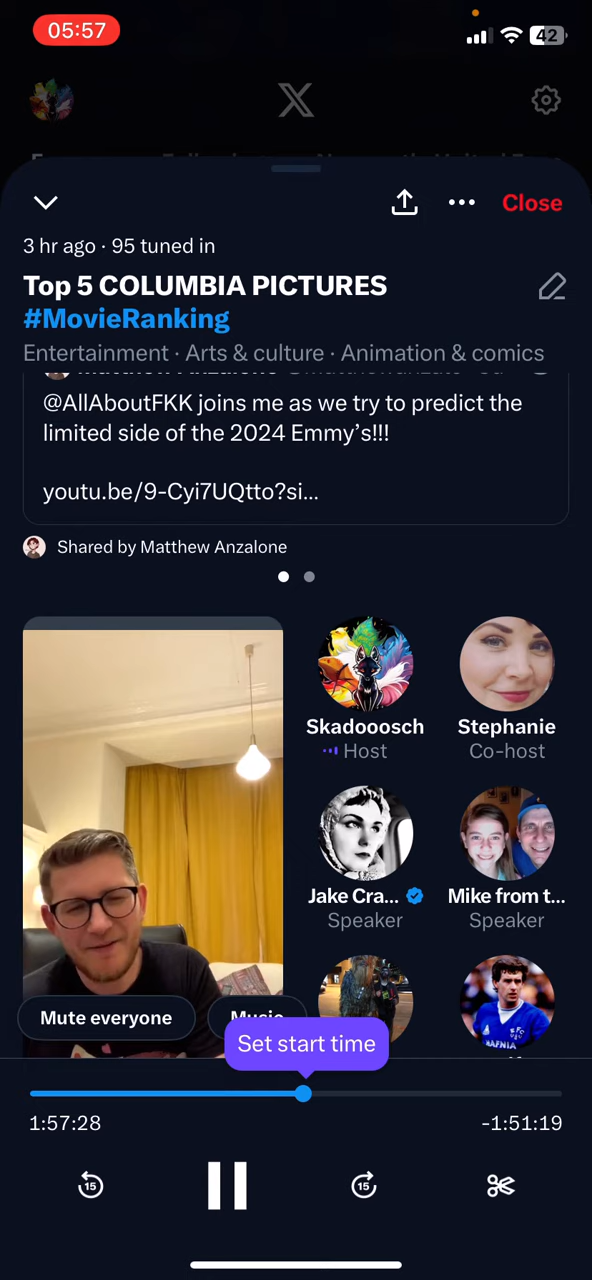 05:57
42
X
3 hr ago · 95 tuned in
Close
Top 5 COLUMBIA PICTURES
#MovieRanking
Entertainment · Arts & culture · Animation & comics
@AllAboutFKK joins me as we try to predict the
limited side of the 2024 Emmy's!!!
youtu.be/9-Cyi7UQtto?si...
Shared by Matthew Anzalone
Skadooosch
Host
Stephanie
Co-host
Jake Cra...
Speaker
Mike from t...
Speaker
Mute everyone
Music
Set start time
1:57:28
-1:51:19
15
15